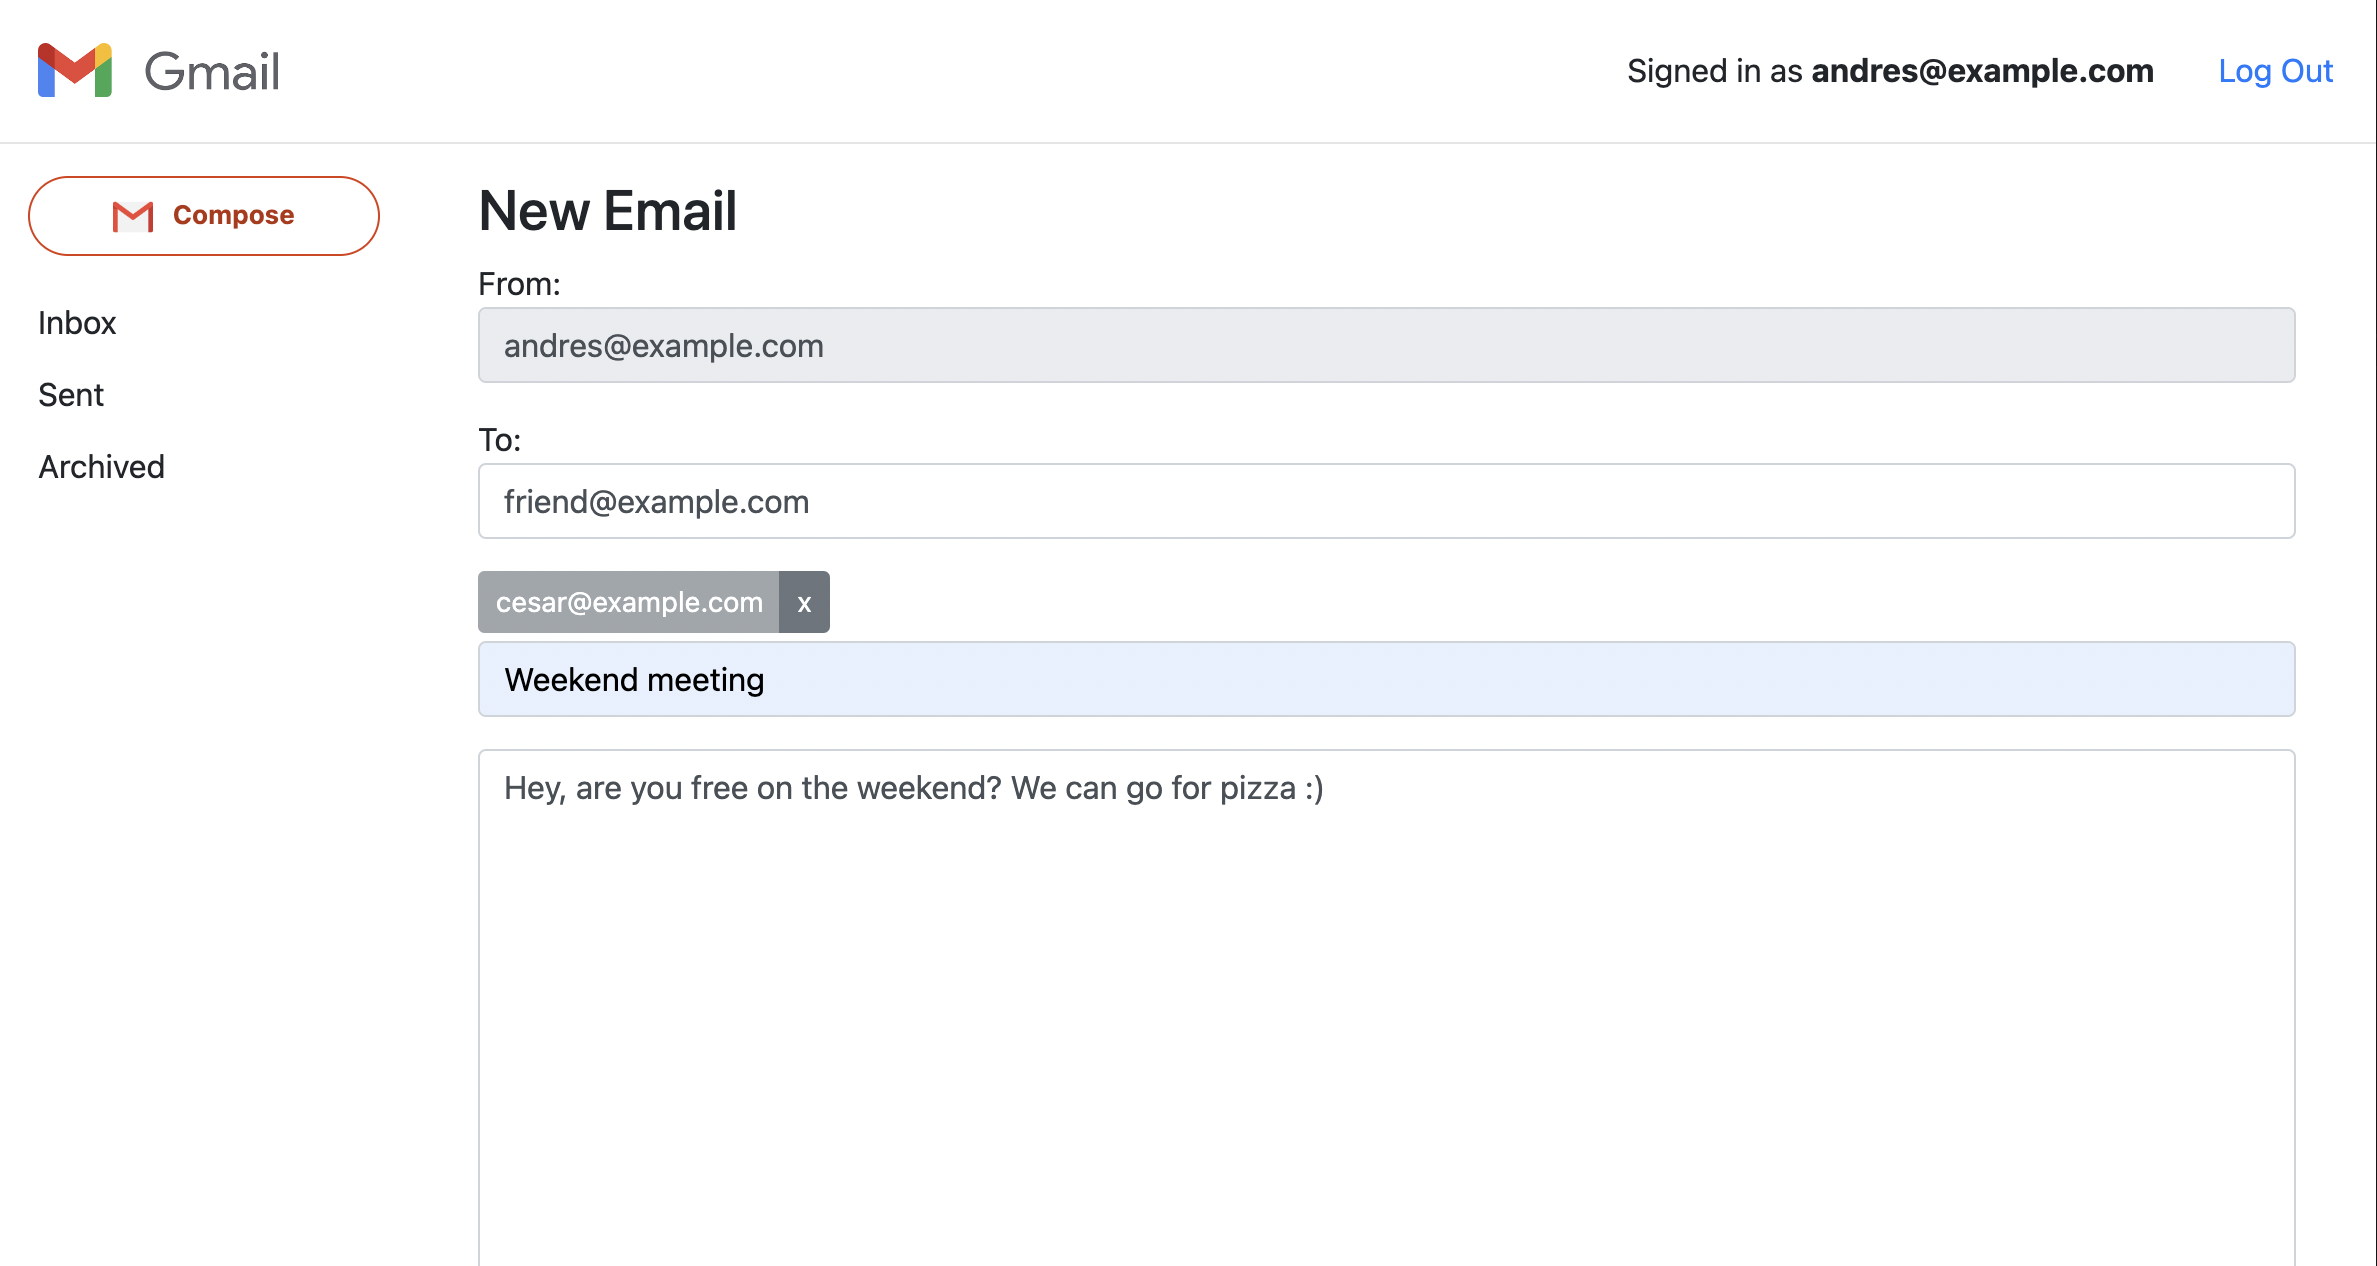 Gmail
Signed in as andres@example.com
Log Out
Compose
Inbox
Sent
Archived
New Email
From:
andres@example.com
To:
friend@example.com
cesar@example.com x
Weekend meeting
Hey, are you free on the weekend? We can go for pizza :)